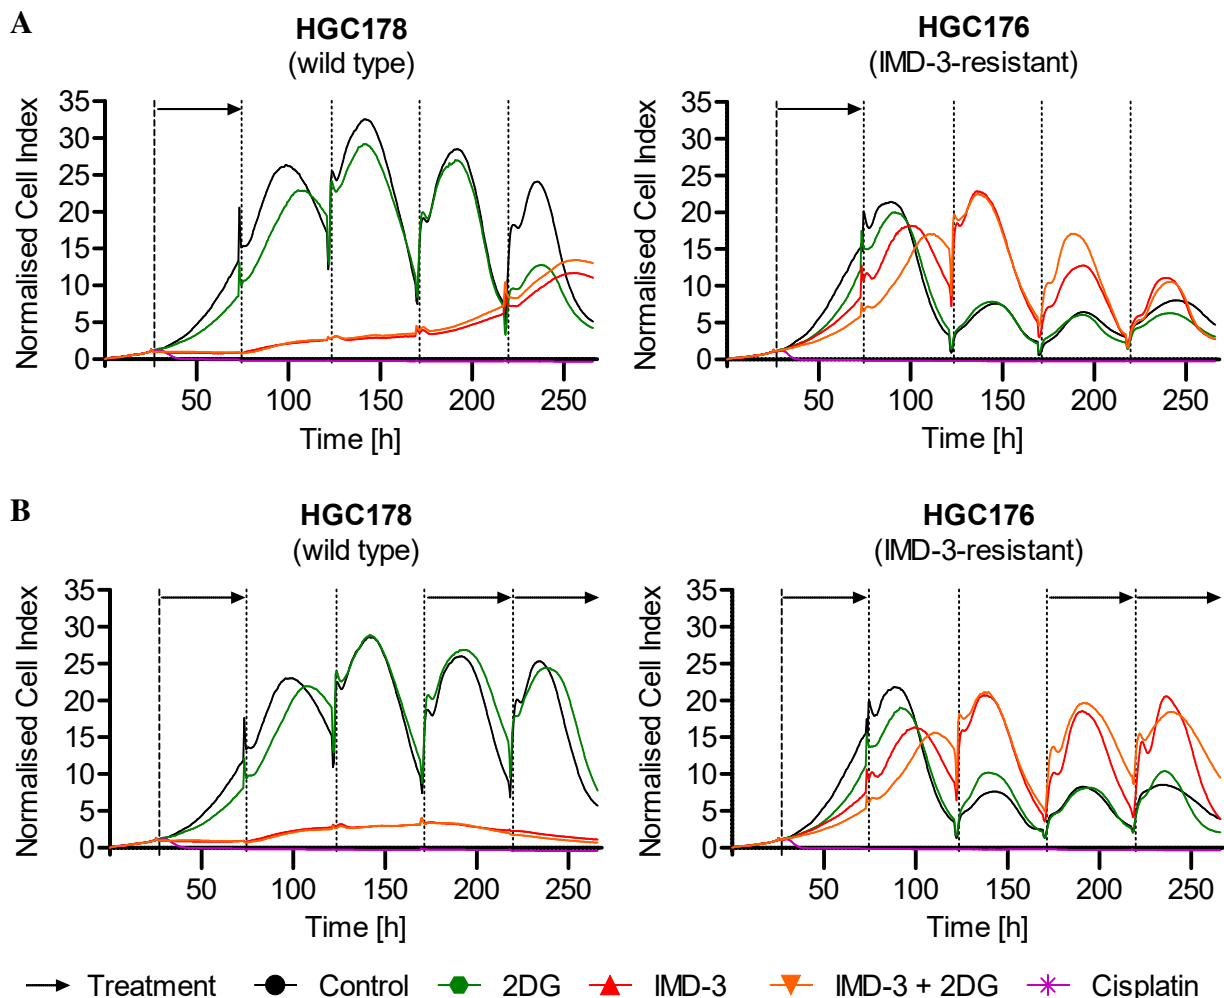 A
HGC178
(wild type)
HGC176
(IMD-3-resistant)
Normalised Cell Index
35
30
25
20
15
10
5
0
50 100 150 200 250
Time [h]
Normalised Cell Index
35
30
25
20
15
10
5
0
50 100 150 200 250
Time [h]
B
HGC178
(wild type)
HGC176
(IMD-3-resistant)
Normalised Cell Index
35
30
25
20
15
10
5
0
50 100 150 200 250
Time [h]
Normalised Cell Index
35
30
25
20
15
10
5
0
50 100 150 200 250
Time [h]
Treatment Control 2DG IMD-3 IMD-3 + 2DG Cisplatin